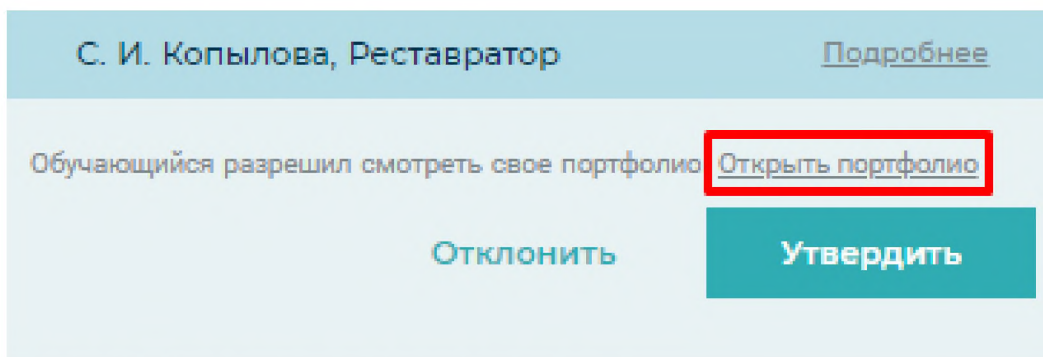 С. И. Копылова, Реставратор Подробнее
Обучающийся разрешил смотреть свое портфолио Открыть портфолио
Отклонить Утвердить